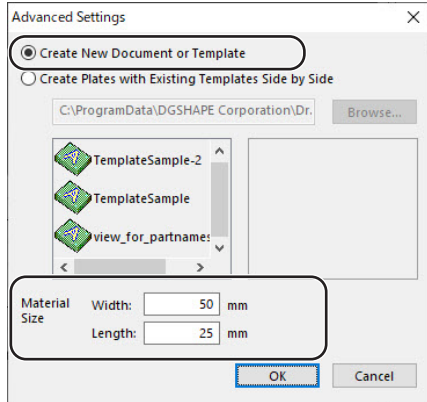 Advanced Settings
Create New Document or Template
Create Plates with Existing Templates Side by Side
C:\ProgramData\DGSHAPE Corporation\Dr.
Browse...
TemplateSample-2
TemplateSample
view_for_partnames
Material Size
Width: 50 mm
Length: 25 mm
OK
Cancel